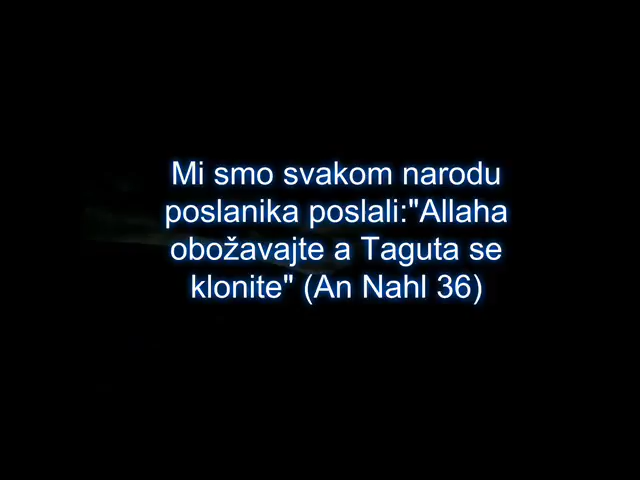 Mi smo svakom narodu
poslanika poslali:"Allaha
obožavajte a Taguta se
klonite" (An Nahl 36)